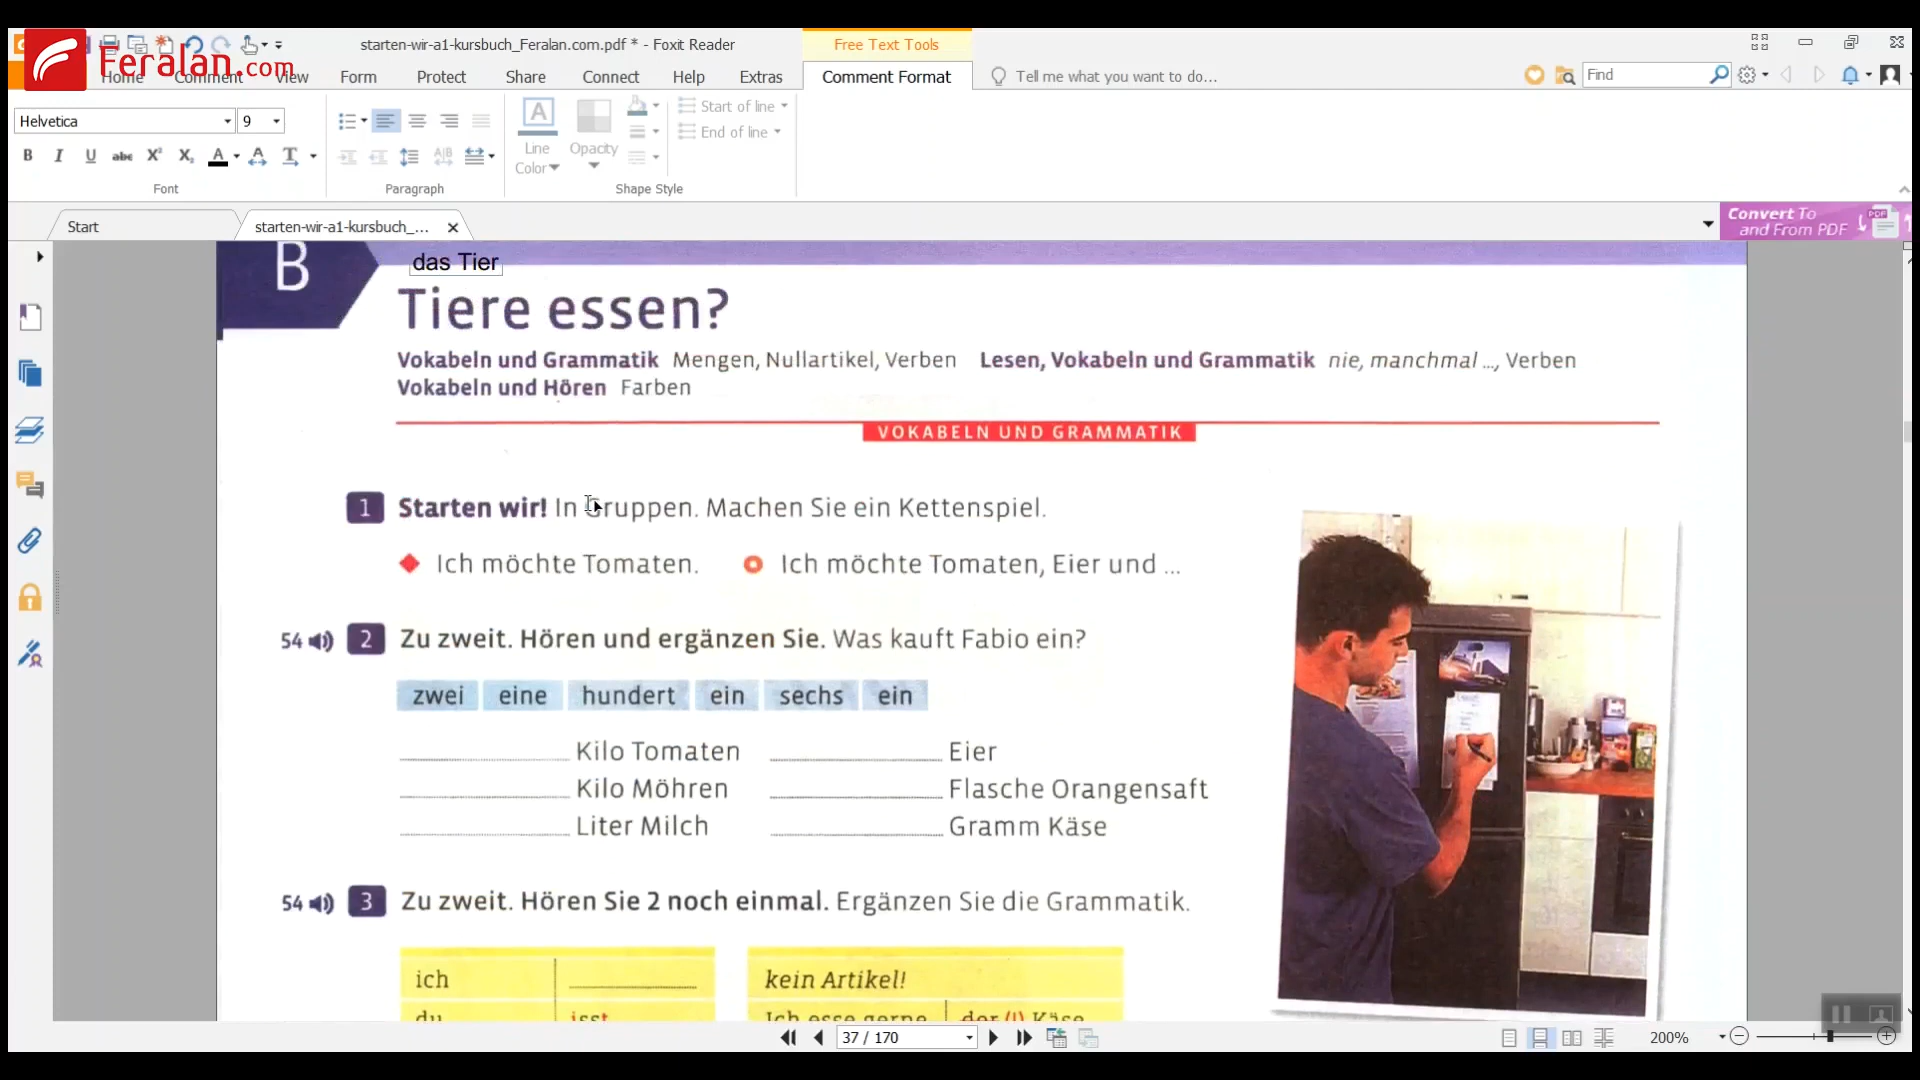 starten-wir-a1-kursbuch_Feralan.com.pdf * - Foxit Reader
Free Text Tools
Feralan.com
Home Comment View Form Protect Share Connect Help Extras Comment Format Tell me what you want to do...
Find
Helvetica 9
Start of line
End of line
Line Color
Opacity
Font Paragraph Shape Style
Start
starten-wir-a1-kursbuch_...
Convert To and From PDF
B
das Tier
Tiere essen?
Vokabeln und Grammatik Mengen, Nullartikel, Verben Lesen, Vokabeln und Grammatik nie, manchmal ..., Verben
Vokabeln und Hören Farben
VOKABELN UND GRAMMATIK
1 Starten wir! In Gruppen. Machen Sie ein Kettenspiel.
Ich möchte Tomaten. Ich möchte Tomaten, Eier und ...
54 2 Zu zweit. Hören und ergänzen Sie. Was kauft Fabio ein?
zwei eine hundert ein sechs ein
Kilo Tomaten Eier
Kilo Möhren Flasche Orangensaft
Liter Milch Gramm Käse
54 3 Zu zweit. Hören Sie 2 noch einmal. Ergänzen Sie die Grammatik.
ich kein Artikel!
du isst Ich esse gerne der (!) Käse
37 / 170
200%